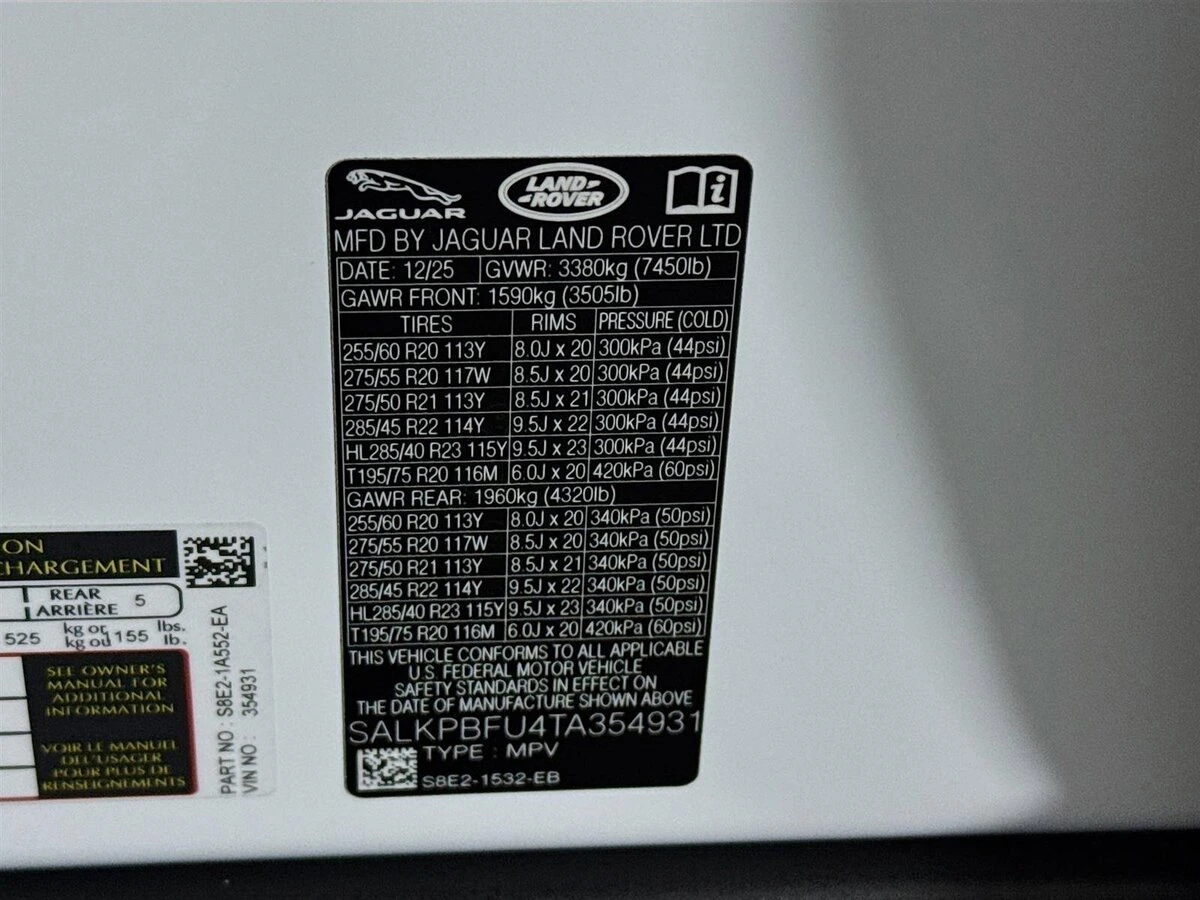 JAGUAR
LAND-
-ROVER
MFD BY JAGUAR LAND ROVER LTD
DATE: 12/25 GVWR: 3380kg (7450lb)
GAWR FRONT: 1590kg (3505lb)
TIRES RIMS PRESSURE (COLD)
255/60 R20 113Y 8.0J x 20 300kPa (44psi)
275/55 R20 117W 8.5J x 20 300kPa (44psi)
275/50 R21 113Y 8.5J x 21 300kPa (44psi)
285/45 R22 114Y 9.5J x 22 300kPa (44psi)
HL285/40 R23 115Y 9.5J x 23 300kPa (44psi)
T195/75 R20 116M 6.0J x 20 420kPa (60psi)
GAWR REAR: 1960kg (4320lb)
255/60 R20 113Y 8.0J x 20 340kPa (50psi)
275/55 R20 117W 8.5J x 20 340kPa (50psi)
275/50 R21 113Y 8.5J x 21 340kPa (50psi)
285/45 R22 114Y 9.5J x 22 340kPa (50psi)
HL285/40 R23 115Y 9.5J x 23 340kPa (50psi)
T195/75 R20 116M 6.0J x 20 420kPa (60psi)
THIS VEHICLE CONFORMS TO ALL APPLICABLE
U.S. FEDERAL MOTOR VEHICLE
SAFETY STANDARDS IN EFFECT ON
THE DATE OF MANUFACTURE SHOWN ABOVE
SALKPBFU4TA354931
TYPE : MPV
S8E2-1532-EB
ON
CHARGEMENT
REAR
ARRIÈRE 5
525 kg or 155 lbs.
kg ou lb.
SEE OWNER'S
MANUAL FOR
ADDITIONAL
INFORMATION
VOIR LE MANUEL
DE L'USAGER
POUR PLUS DE
RENSEIGNEMENTS
PART NO : S8E2-1A552-EA
VIN NO : 354931